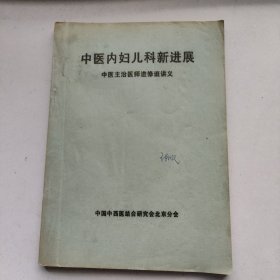 中医内妇儿科新进展
中医主治医师进修班讲义
中国中西医结合研究会北京分会